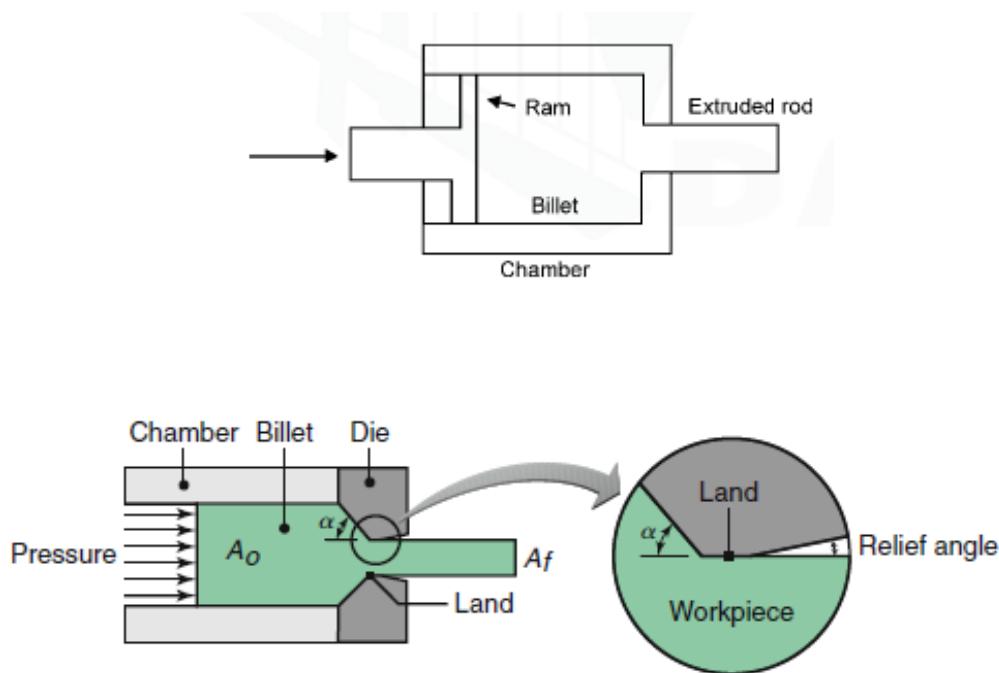 Ram
Extruded rod
Billet
Chamber
Chamber Billet Die
α
Pressure
Ao
Af
Land
Land
α
Relief angle
Workpiece